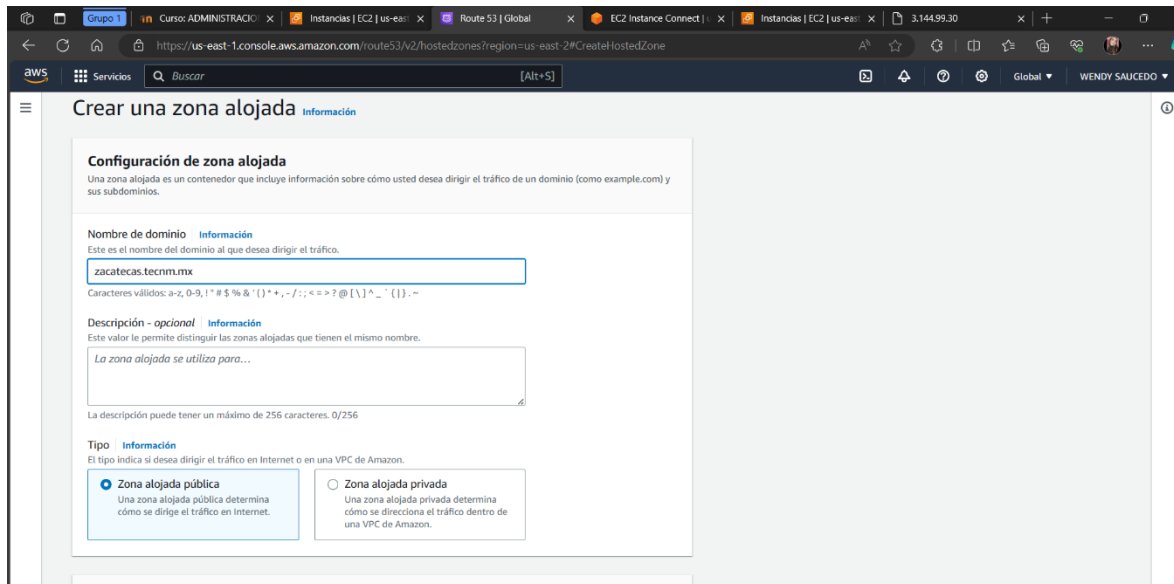 Grupo 1
Curso: ADMINISTRACIO
Instancias | EC2 | us-eas
Route 53 | Global
EC2 Instance Connect |
Instancias | EC2 | us-eas
3.144.99.30
https://us-east-1.console.aws.amazon.com/route53/v2/hostedzones?region=us-east-2#CreateHostedZone
aws
Servicios
Buscar
[Alt+S]
Global
WENDY SAUCEDO
Crear una zona alojada Información
Configuración de zona alojada
Una zona alojada es un contenedor que incluye información sobre cómo usted desea dirigir el tráfico de un dominio (como example.com) y
sus subdominios.
Nombre de dominio Información
Este es el nombre del dominio al que desea dirigir el tráfico.
zacatecas.tecnm.mx
Caracteres válidos: a-z, 0-9, ! " # $ % & ' ( ) * + , - / : ; < = > ? @ [ \ ] ^ _ ` { | } . ~
Descripción - opcional Información
Este valor le permite distinguir las zonas alojadas que tienen el mismo nombre.
La zona alojada se utiliza para...
La descripción puede tener un máximo de 256 caracteres. 0/256
Tipo Información
El tipo indica si desea dirigir el tráfico en Internet o en una VPC de Amazon.
Zona alojada pública
Una zona alojada pública determina
cómo se dirige el tráfico en Internet.
Zona alojada privada
Una zona alojada privada determina
cómo se direcciona el tráfico dentro de
una VPC de Amazon.